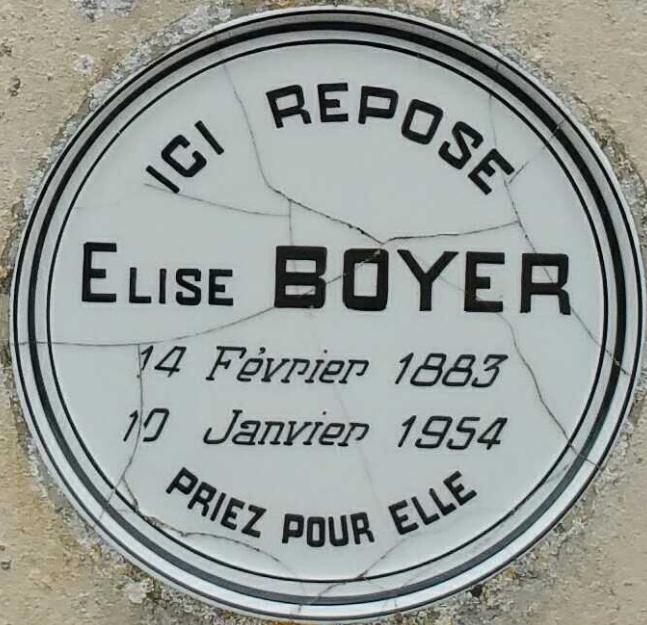 ICI REPOSE
ELISE BOYER
14 Février 1883
10 Janvier 1954
PRIEZ POUR ELLE